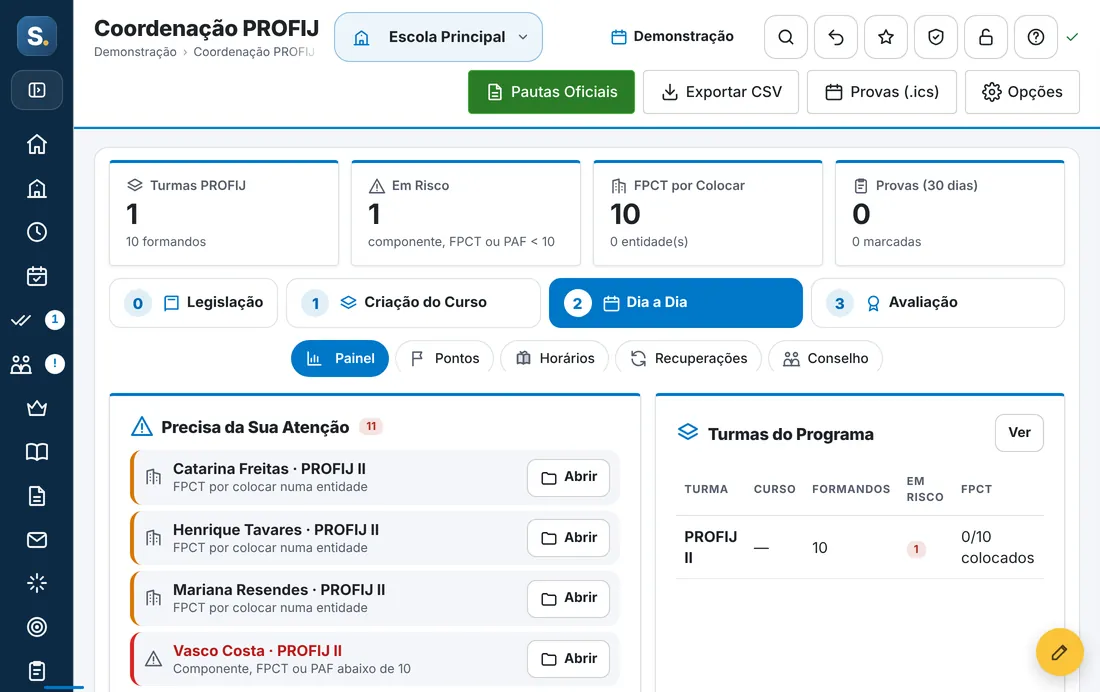 S.
Coordenação PROFIJ
Demonstração › Coordenação PROFIJ
Escola Principal
Demonstração
Pautas Oficiais
Exportar CSV
Provas (.ics)
Opções
1
!
Turmas PROFIJ
1
10 formandos
Em Risco
1
componente, FPCT ou PAF < 10
FPCT por Colocar
10
0 entidade(s)
Provas (30 dias)
0
0 marcadas
0 Legislação
1 Criação do Curso
2 Dia a Dia
3 Avaliação
Painel
Pontos
Horários
Recuperações
Conselho
Precisa da Sua Atenção 11
Catarina Freitas · PROFIJ II
FPCT por colocar numa entidade
Abrir
Henrique Tavares · PROFIJ II
FPCT por colocar numa entidade
Abrir
Mariana Resendes · PROFIJ II
FPCT por colocar numa entidade
Abrir
Vasco Costa · PROFIJ II
Componente, FPCT ou PAF abaixo de 10
Abrir
Turmas do Programa
Ver
TURMA CURSO FORMANDOS EM RISCO FPCT
PROFIJ II — 10 1 0/10 colocados